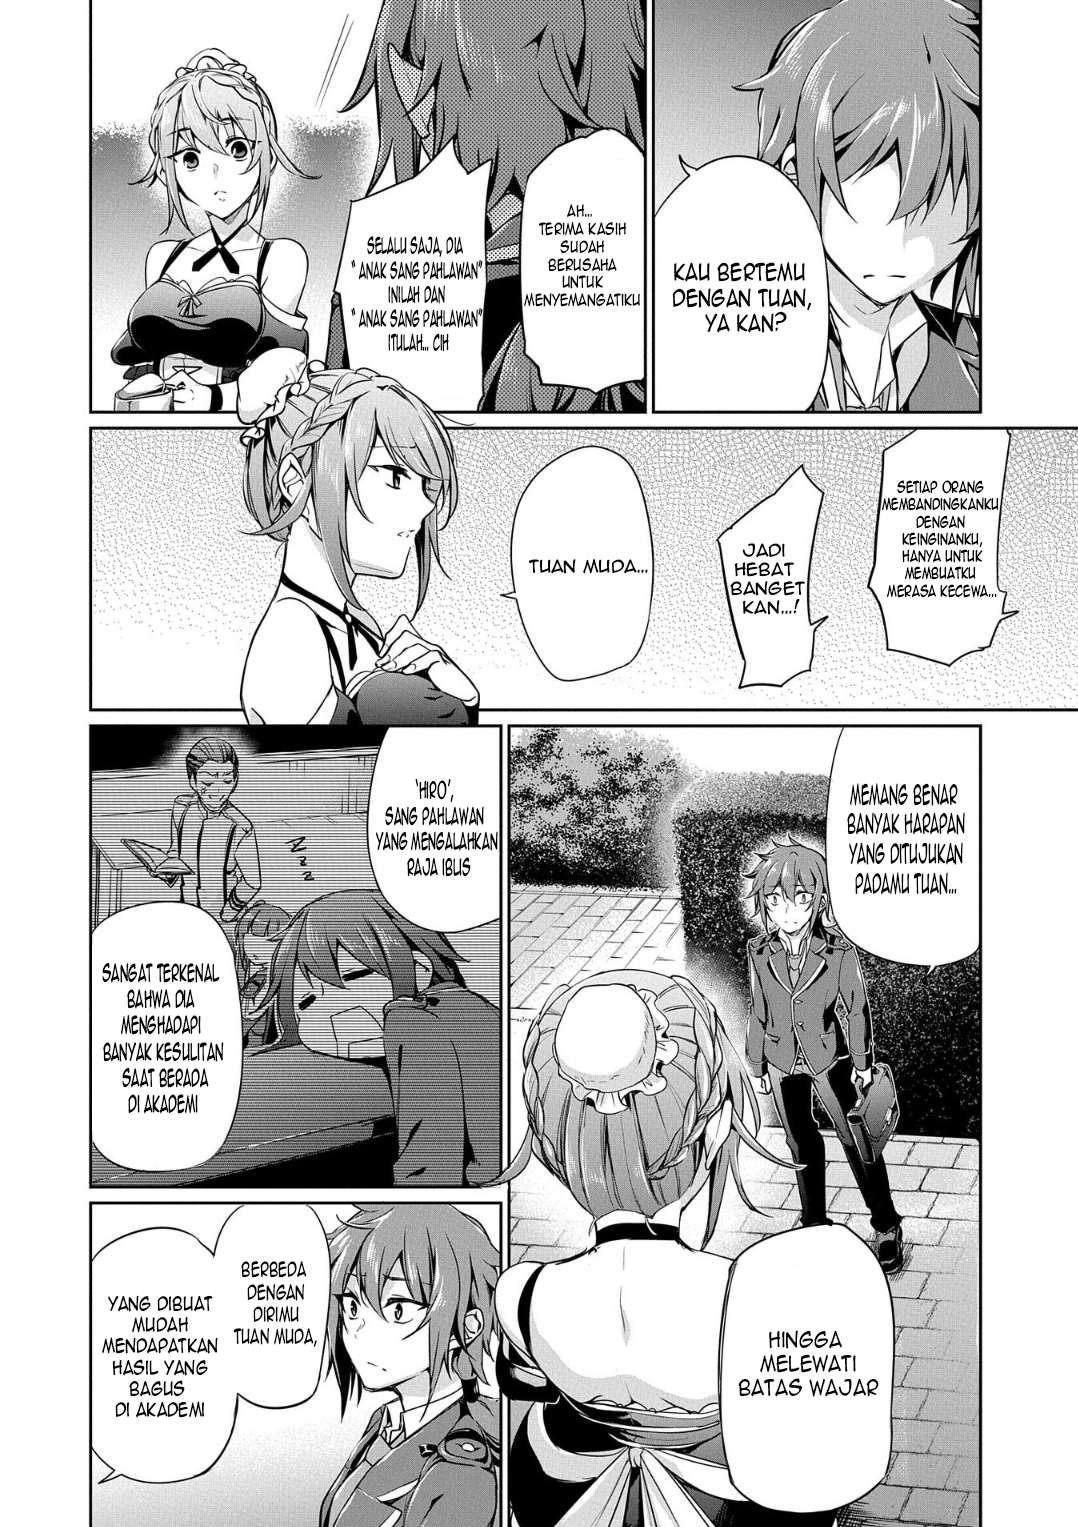 KAU BERTEMU
DENGAN TUAN,
YA KAN?
AH...
TERIMA KASIH
SUDAH
BERUSAHA
UNTUK
MENYEMANGATIKU
SELALU SAJA, DIA
“ANAK SANG PAHLAWAN”
INILAH DAN
“ANAK SANG PAHLAWAN”
ITULAH... CIH
SETIAP ORANG
MEMBANDINGKANKU
DENGAN
KEINGINANKU,
HANYA UNTUK
MEMBUATKU
MERASA KECEWA...
JADI
HEBAT
BANGET
KAN....!
TUAN MUDA...
MEMANG BENAR
BANYAK HARAPAN
YANG DITUJUKAN
PADAMU TUAN...
HINGGA
MELEWATI
BATAS WAJAR
‘HIRO’,
SANG PAHLAWAN
YANG MENGALAHKAN
RAJA IBLIS
ZZZ
SANGAT TERKENAL
BAHWA DIA
MENGHADAPI
BANYAK KESULITAN
SAAT BERADA
DI AKADEMI
BERBEDA
DENGAN
DIRIMU
TUAN MUDA,
YANG DIBUAT
MUDAH
MENDAPATKAN
HASIL YANG
BAGUS
DI AKADEMI